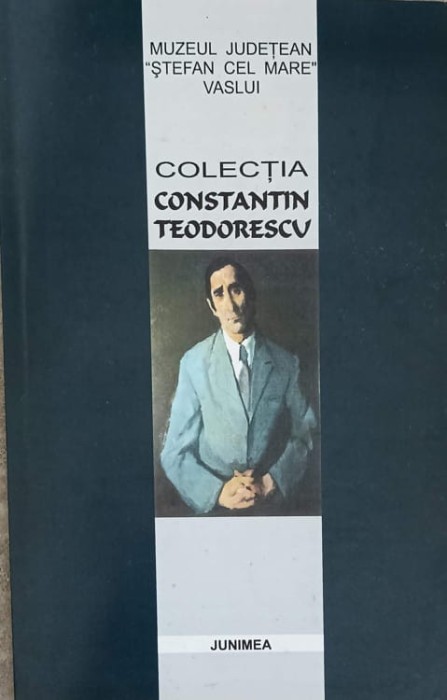 MUZEUL JUDEȚEAN
“ȘTEFAN CEL MARE"
VASLUI
COLECȚIA
CONSTANTIN
TEODORESCU
JUNIMEA